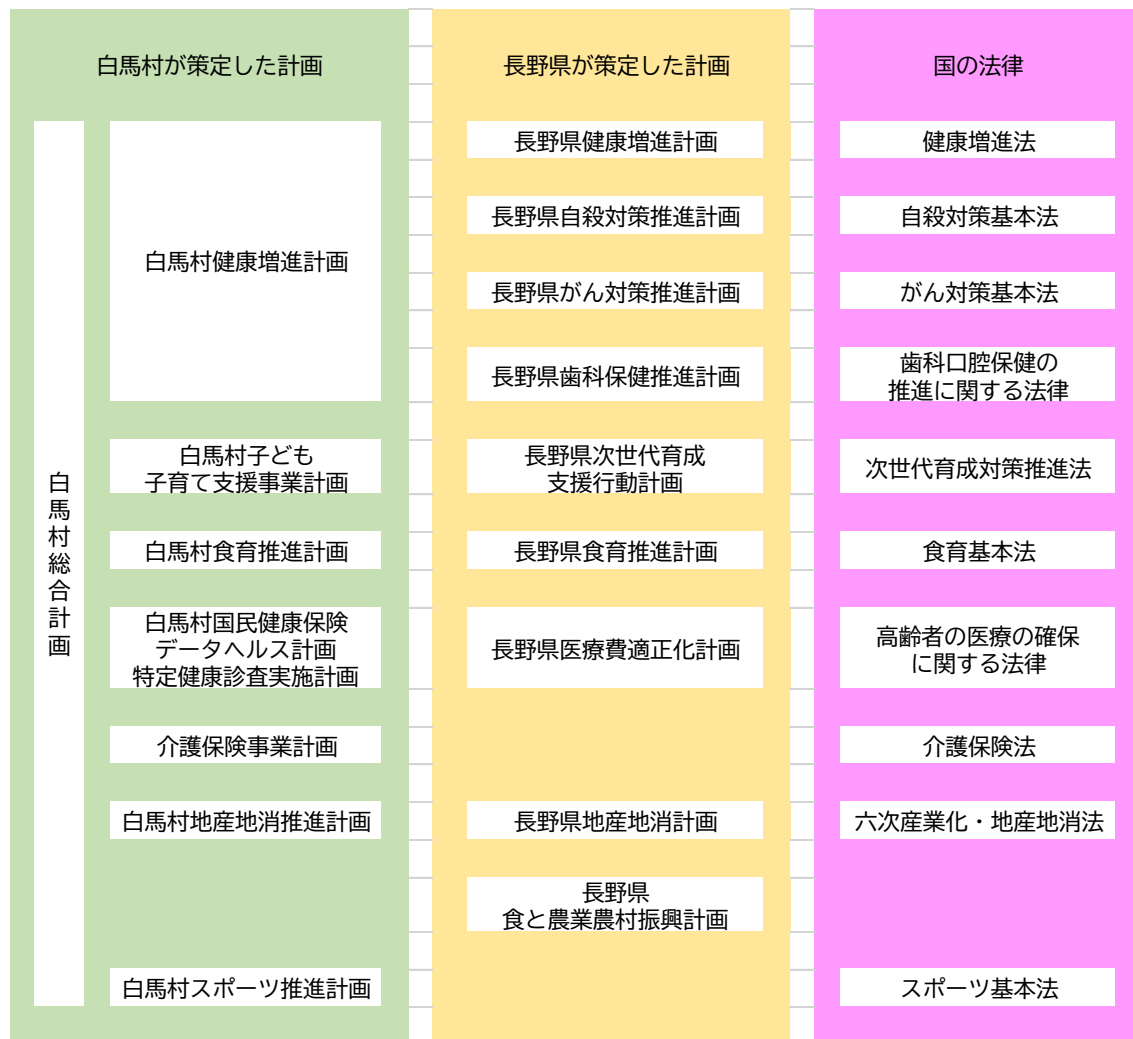 白馬村が策定した計画
長野県が策定した計画
国の法律
白馬村総合計画
白馬村健康増進計画
長野県健康増進計画
健康増進法
長野県自殺対策推進計画
自殺対策基本法
長野県がん対策推進計画
がん対策基本法
長野県歯科保健推進計画
歯科口腔保健の
推進に関する法律
白馬村子ども
子育て支援事業計画
長野県次世代育成
支援行動計画
次世代育成対策推進法
白馬村食育推進計画
長野県食育推進計画
食育基本法
白馬村国民健康保険
データヘルス計画
特定健康診査実施計画
長野県医療費適正化計画
高齢者の医療の確保
に関する法律
介護保険事業計画
介護保険法
白馬村地産地消推進計画
長野県地産地消計画
六次産業化・地産地消法
長野県
食と農業農村振興計画
白馬村スポーツ推進計画
スポーツ基本法